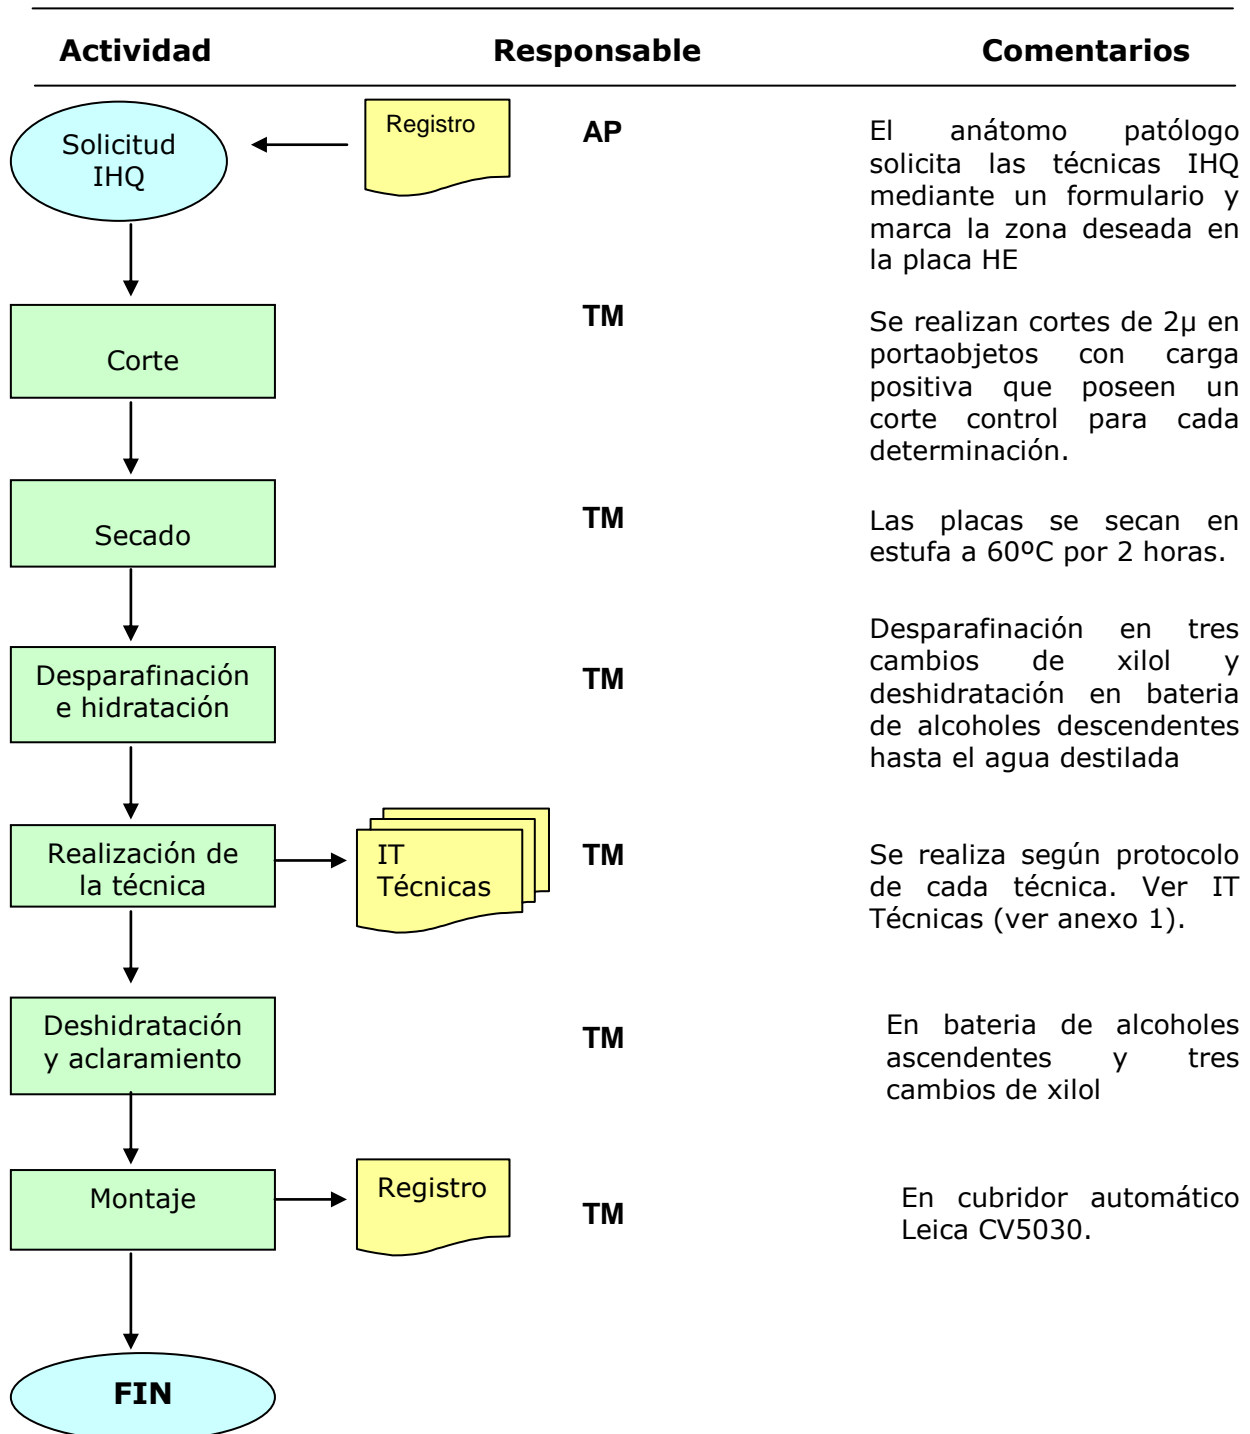 Actividad Responsable Comentarios
Solicitud
IHQ
Registro
AP
El anátomo patólogo
solicita las técnicas IHQ
mediante un formulario y
marca la zona deseada en
la placa HE
Corte
TM
Se realizan cortes de 2µ en
portaobjetos con carga
positiva que poseen un
corte control para cada
determinación.
Secado
TM
Las placas se secan en
estufa a 60ºC por 2 horas.
Desparafinación
e hidratación
TM
Desparafinación en tres
cambios de xilol y
deshidratación en bateria
de alcoholes descendentes
hasta el agua destilada
Realización de
la técnica
IT
Técnicas
TM
Se realiza según protocolo
de cada técnica. Ver IT
Técnicas (ver anexo 1).
Deshidratación
y aclaramiento
TM
En bateria de alcoholes
ascendentes y tres
cambios de xilol
Montaje
Registro
TM
En cubridor automático
Leica CV5030.
FIN